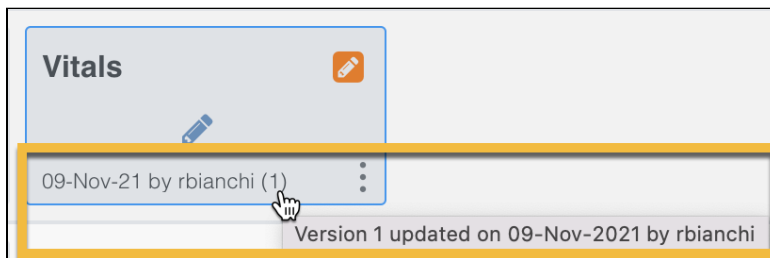 Vitals
09-Nov-21 by rbianchi (1)
Version 1 updated on 09-Nov-2021 by rbianchi